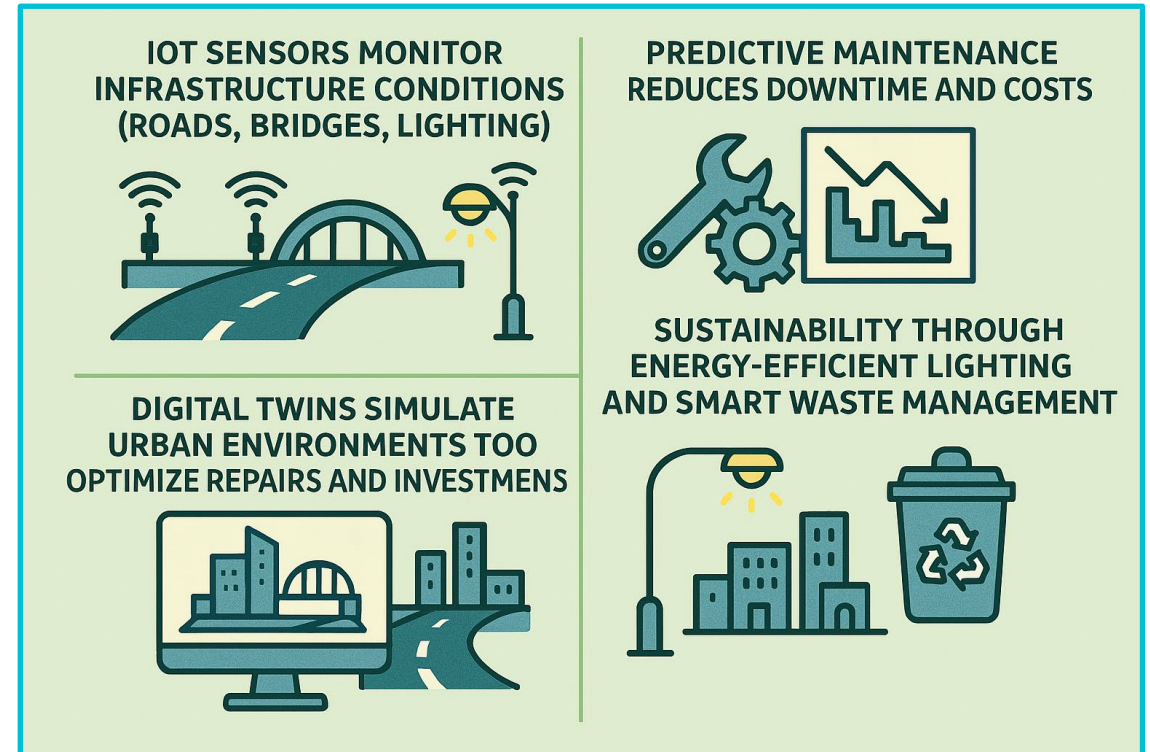 IOT SENSORS MONITOR
INFRASTRUCTURE CONDITIONS
(ROADS, BRIDGES, LIGHTING)
DIGITAL TWINS SIMULATE
URBAN ENVIRONMENTS TOO
OPTIMIZE REPAIRS AND INVESTMENS
PREDICTIVE MAINTENANCE
REDUCES DOWNTIME AND COSTS
SUSTAINABILITY THROUGH
ENERGY-EFFICIENT LIGHTING
AND SMART WASTE MANAGEMENT